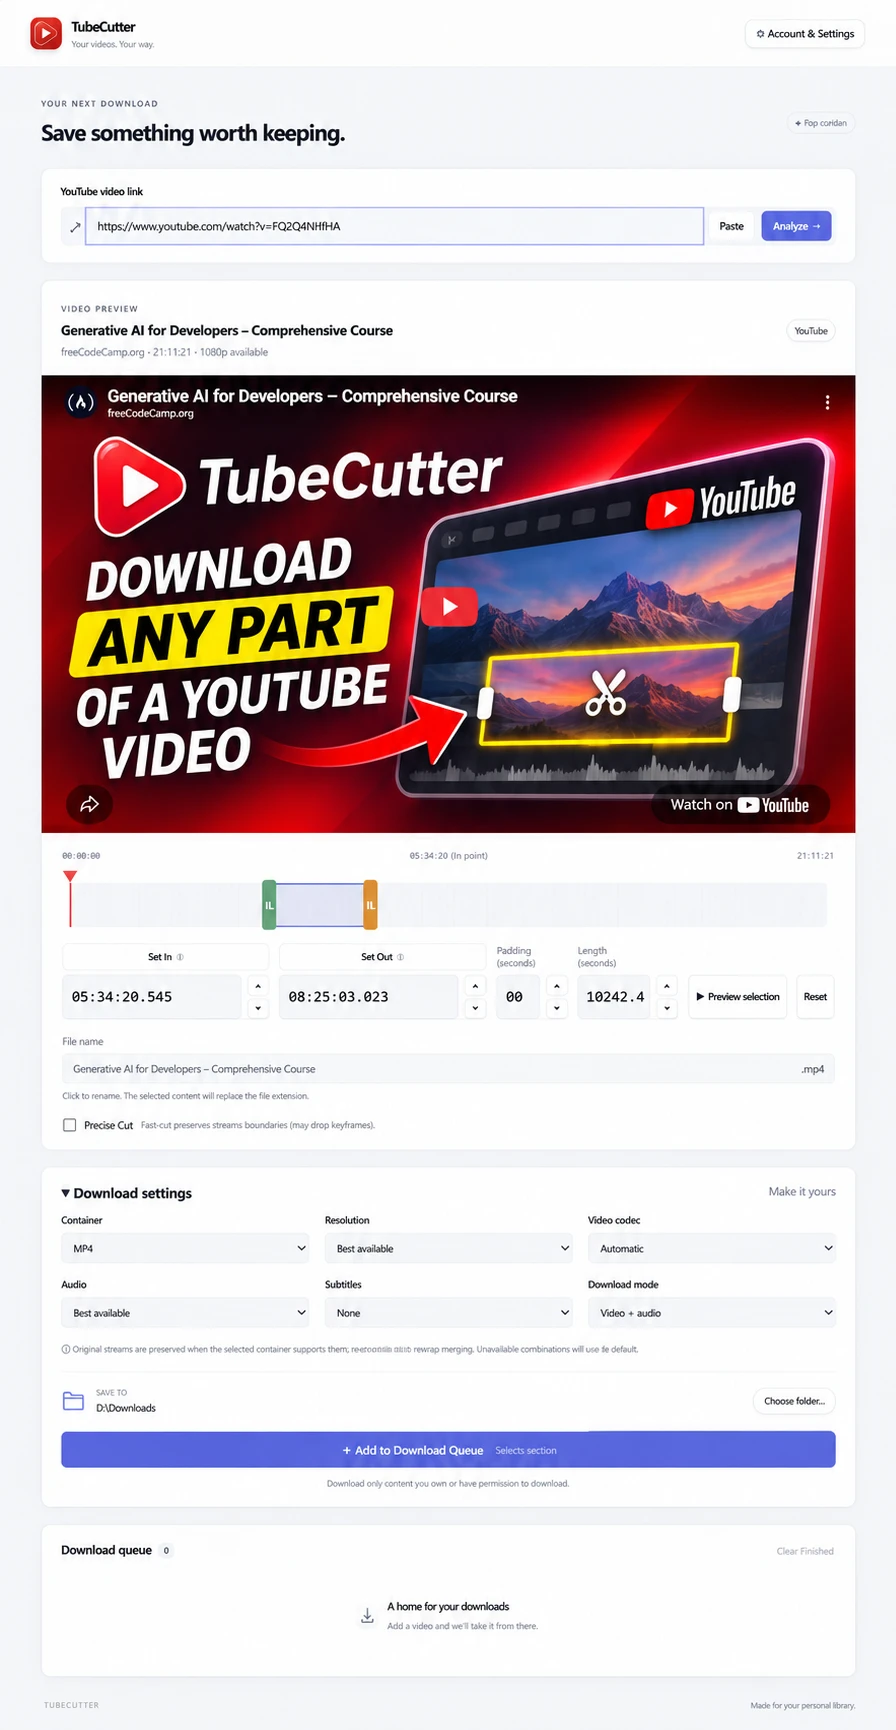 TubeCutter
Your videos. Your way.
Account & Settings
YOUR NEXT DOWNLOAD
Save something worth keeping.
+ Fop coridan
YouTube video link
https://www.youtube.com/watch?v=FQ2Q4NHfHA
Paste
Analyze →
VIDEO PREVIEW
Generative AI for Developers – Comprehensive Course
YouTube
freeCodeCamp.org • 21:11:21 • 1080p available
Generative AI for Developers – Comprehensive Course
freeCodeCamp.org
TubeCutter
YouTube
DOWNLOAD
ANY PART
OF A YOUTUBE
VIDEO
Watch on YouTube
00:00:00
05:34:20 (In point)
21:11:21
IL
IL
Set In
Set Out
Padding
(seconds)
Length
(seconds)
05:34:20.545
08:25:03.023
00
10242.4
▶ Preview selection
Reset
File name
Generative AI for Developers – Comprehensive Course
.mp4
Click to rename. The selected content will replace the file extension.
Precise Cut
Fast-cut preserves streams boundaries (may drop keyframes).
▼ Download settings
Make it yours
Container
Resolution
Video codec
MP4
Best available
Automatic
Audio
Subtitles
Download mode
Best available
None
Video + audio
Original streams are preserved when the selected container supports them, rewrap merging. Unavailable combinations will use default.
SAVE TO
D:\Downloads
Choose folder...
+ Add to Download Queue Selects section
Download only content you own or have permission to download.
Download queue 0
Clear Finished
A home for your downloads
Add a video and we'll take it from there.
TUBECUTTER
Made for your personal library.